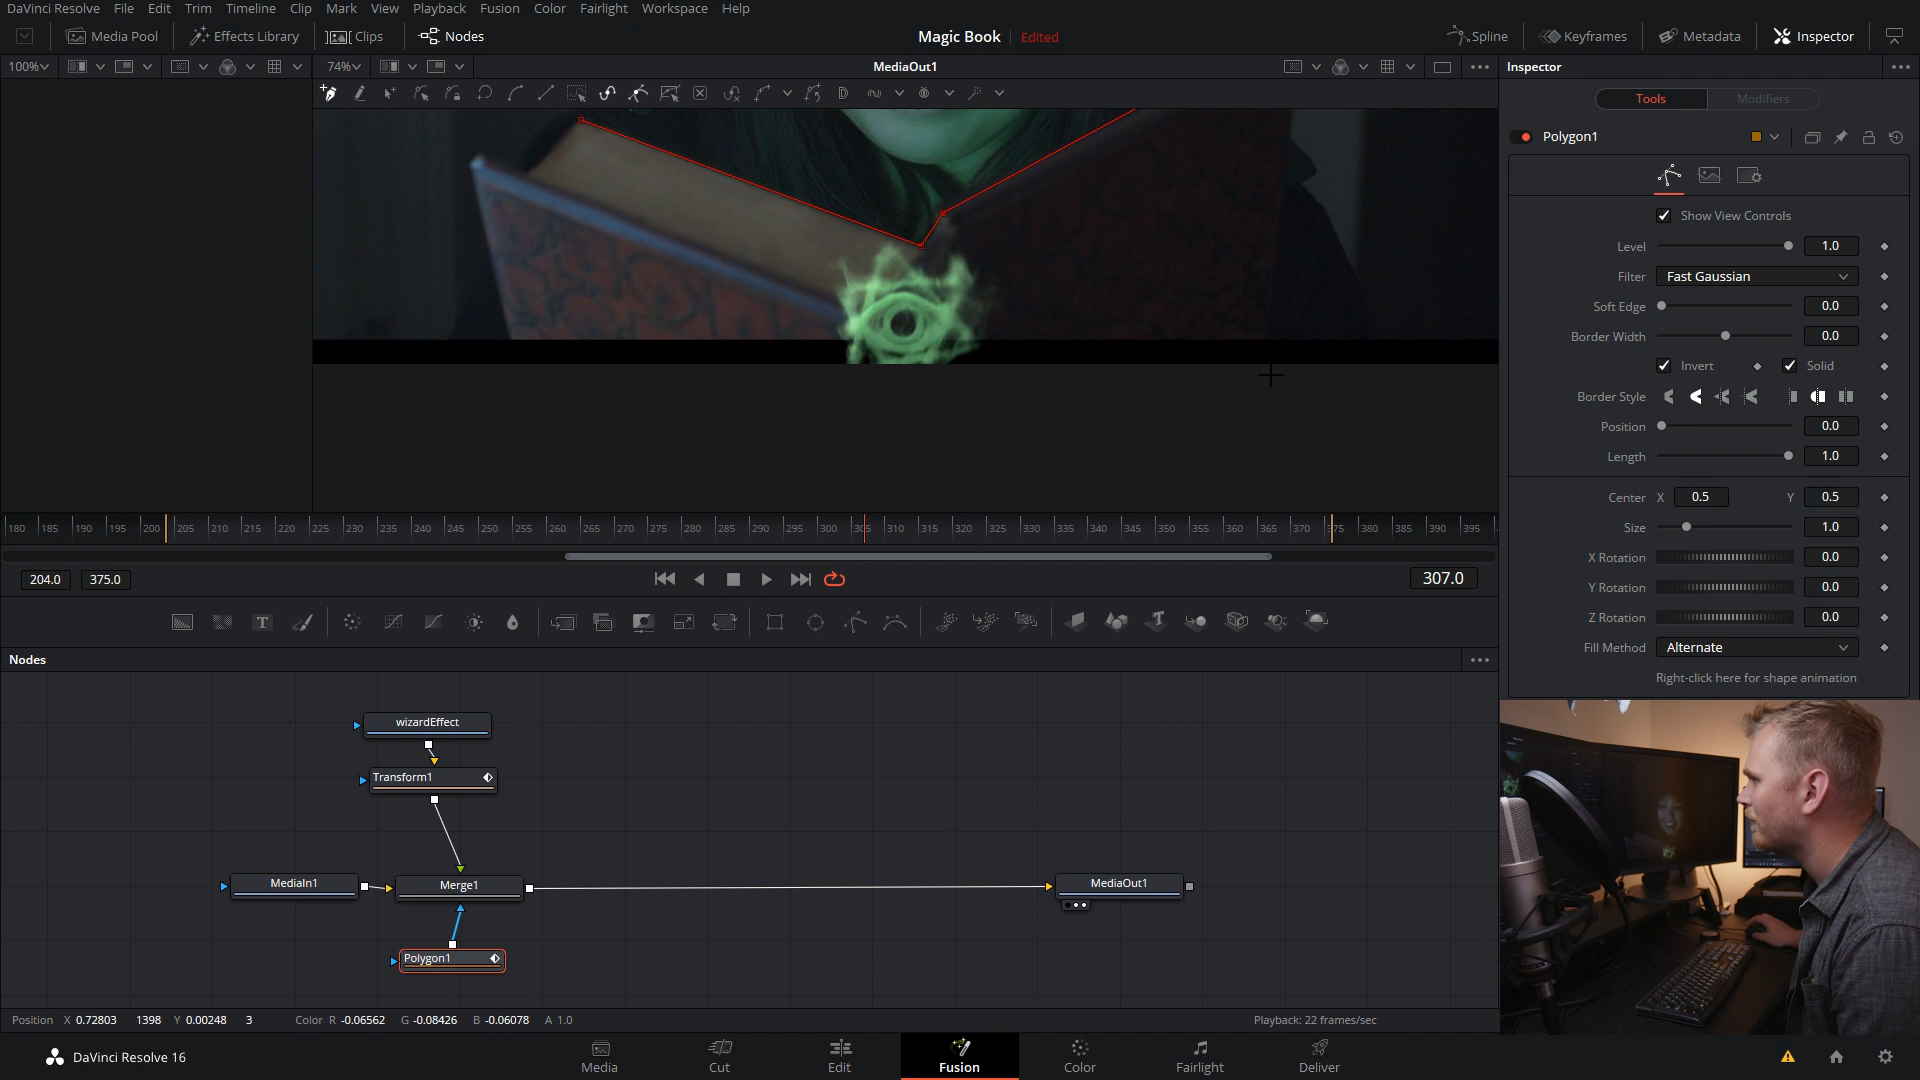 DaVinci Resolve File Edit Trim Timeline Clip Mark View Playback Fusion Color Fairlight Workspace Help
Media Pool Effects Library Clips Nodes Magic Book Edited Spline Keyframes Metadata Inspector
100% 74% MediaOut1 Inspector
Tools Modifiers
Polygon1
Show View Controls
Level 1.0
Filter Fast Gaussian
Soft Edge 0.0
Border Width 0.0
Invert Solid
Border Style
Position 0.0
Length 1.0
Center X 0.5 Y 0.5
Size 1.0
X Rotation 0.0
Y Rotation 0.0
Z Rotation 0.0
Fill Method Alternate
Right-click here for shape animation
180 185 190 195 200 205 210 215 220 225 230 235 240 245 250 255 260 265 270 275 280 285 290 295 300 305 310 315 320 325 330 335 340 345 350 355 360 365 370 375 380 385 390 395
204.0 375.0 307.0
Nodes
wizardEffect
Transform1
MediaIn1 Merge1 MediaOut1
Polygon1
Position X 0.72803 1398 Y 0.00248 3 Color R -0.06562 G -0.08426 B -0.06078 A 1.0 Playback: 22 frames/sec
DaVinci Resolve 16 Media Cut Edit Fusion Color Fairlight Deliver